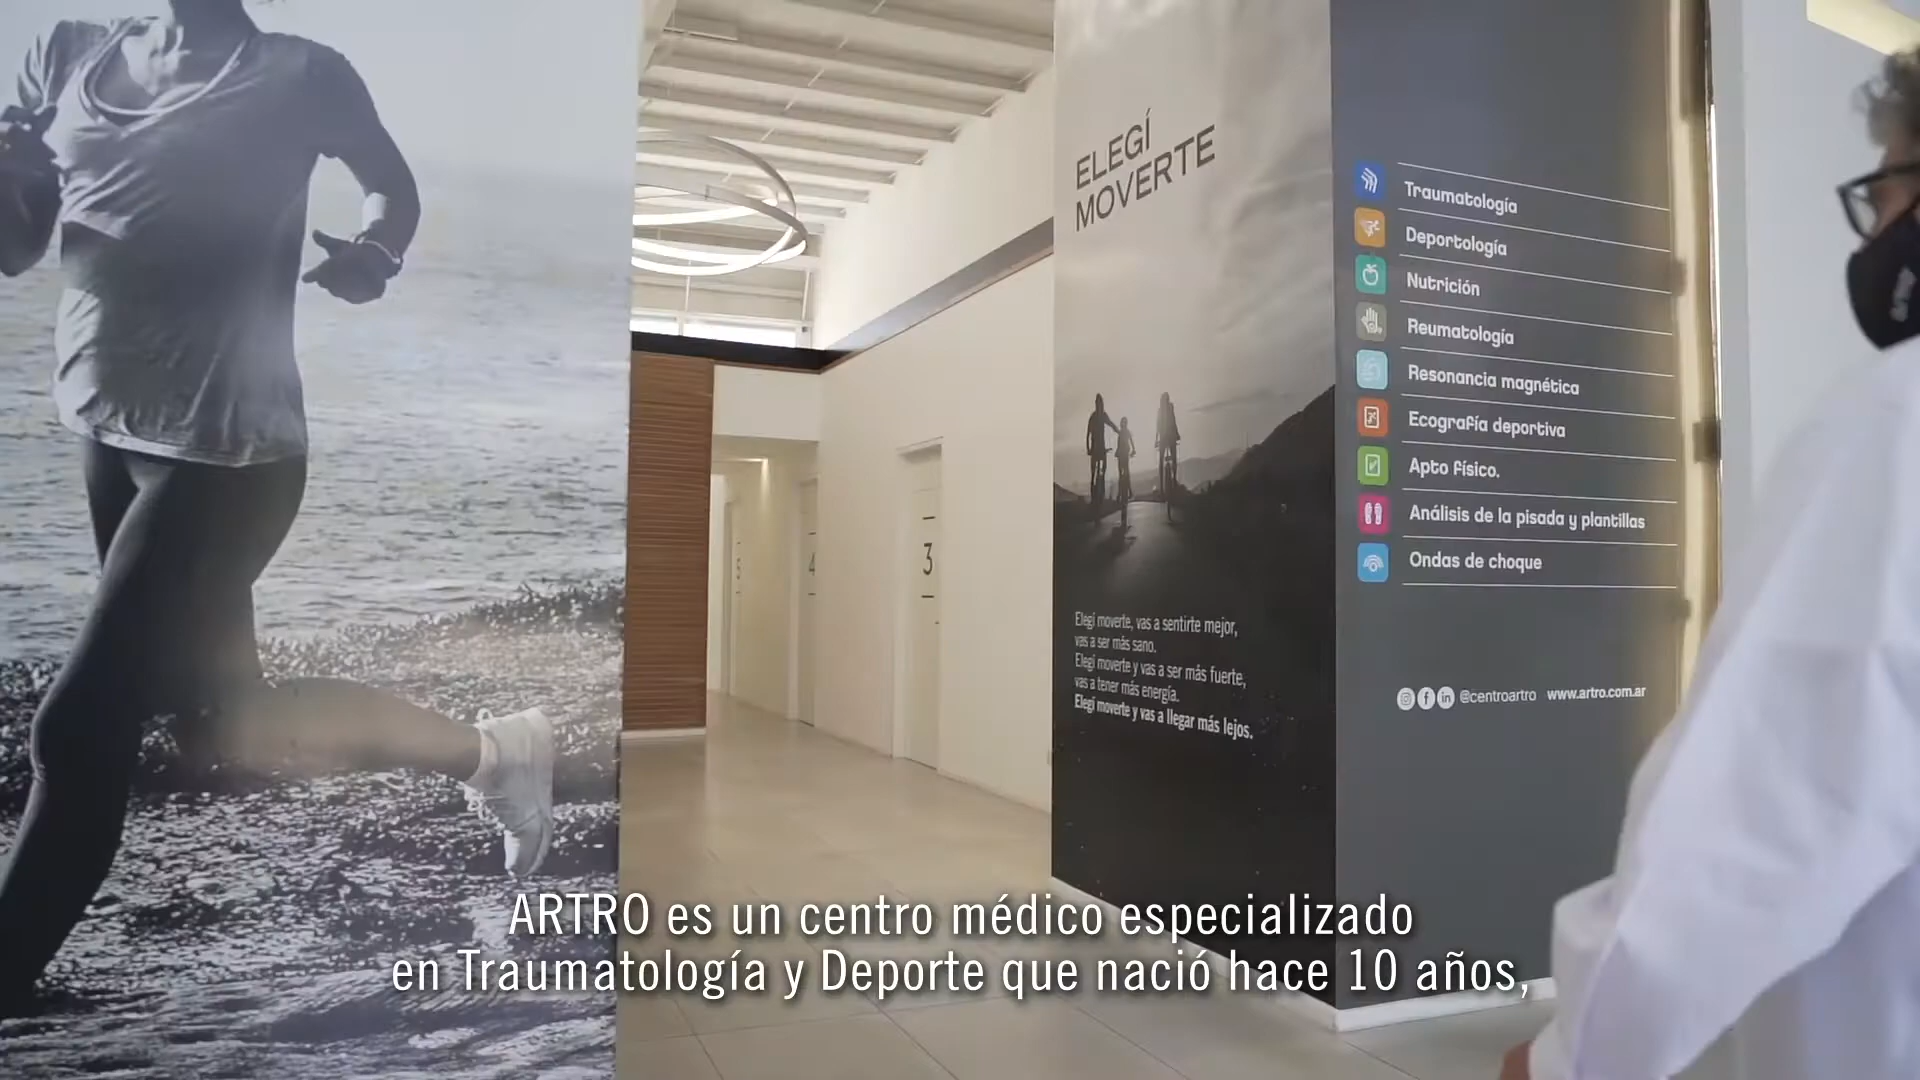 ELEGÍ
MOVERTE
Elegí moverte, vas a sentirte mejor,
vas a ser más sano.
Elegí moverte y vas a ser más fuerte,
vas a tener más energía.
Elegí moverte y vas a llegar más lejos.
Traumatología
Deportología
Nutrición
Reumatología
Resonancia magnética
Ecografía deportiva
Apto físico.
Análisis de la pisada y plantillas
Ondas de choque
@centroartro www.artro.com.ar
5
4
3
ARTRO es un centro médico especializado
en Traumatología y Deporte que nació hace 10 años,